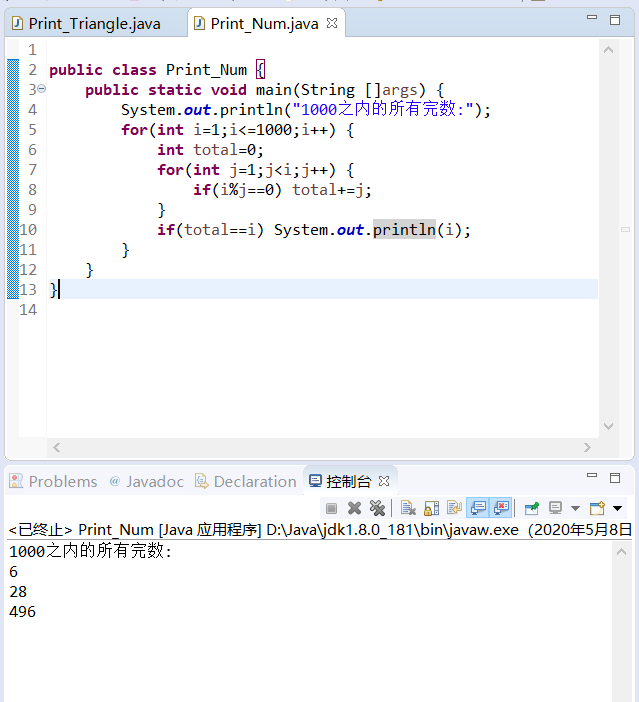 Print_Triangle.java
Print_Num.java
1
2 public class Print_Num {
3 public static void main(String []args) {
4 System.out.println("1000之内的所有完数:");
5 for(int i=1;i<=1000;i++) {
6 int total=0;
7 for(int j=1;j<i;j++) {
8 if(i%j==0) total+=j;
9 }
10 if(total==i) System.out.println(i);
11 }
12 }
13 }
14
Problems @ Javadoc Declaration 控制台
<已终止> Print_Num [Java 应用程序] D:\Java\jdk1.8.0_181\bin\javaw.exe（2020年5月8日
1000之内的所有完数:
6
28
496